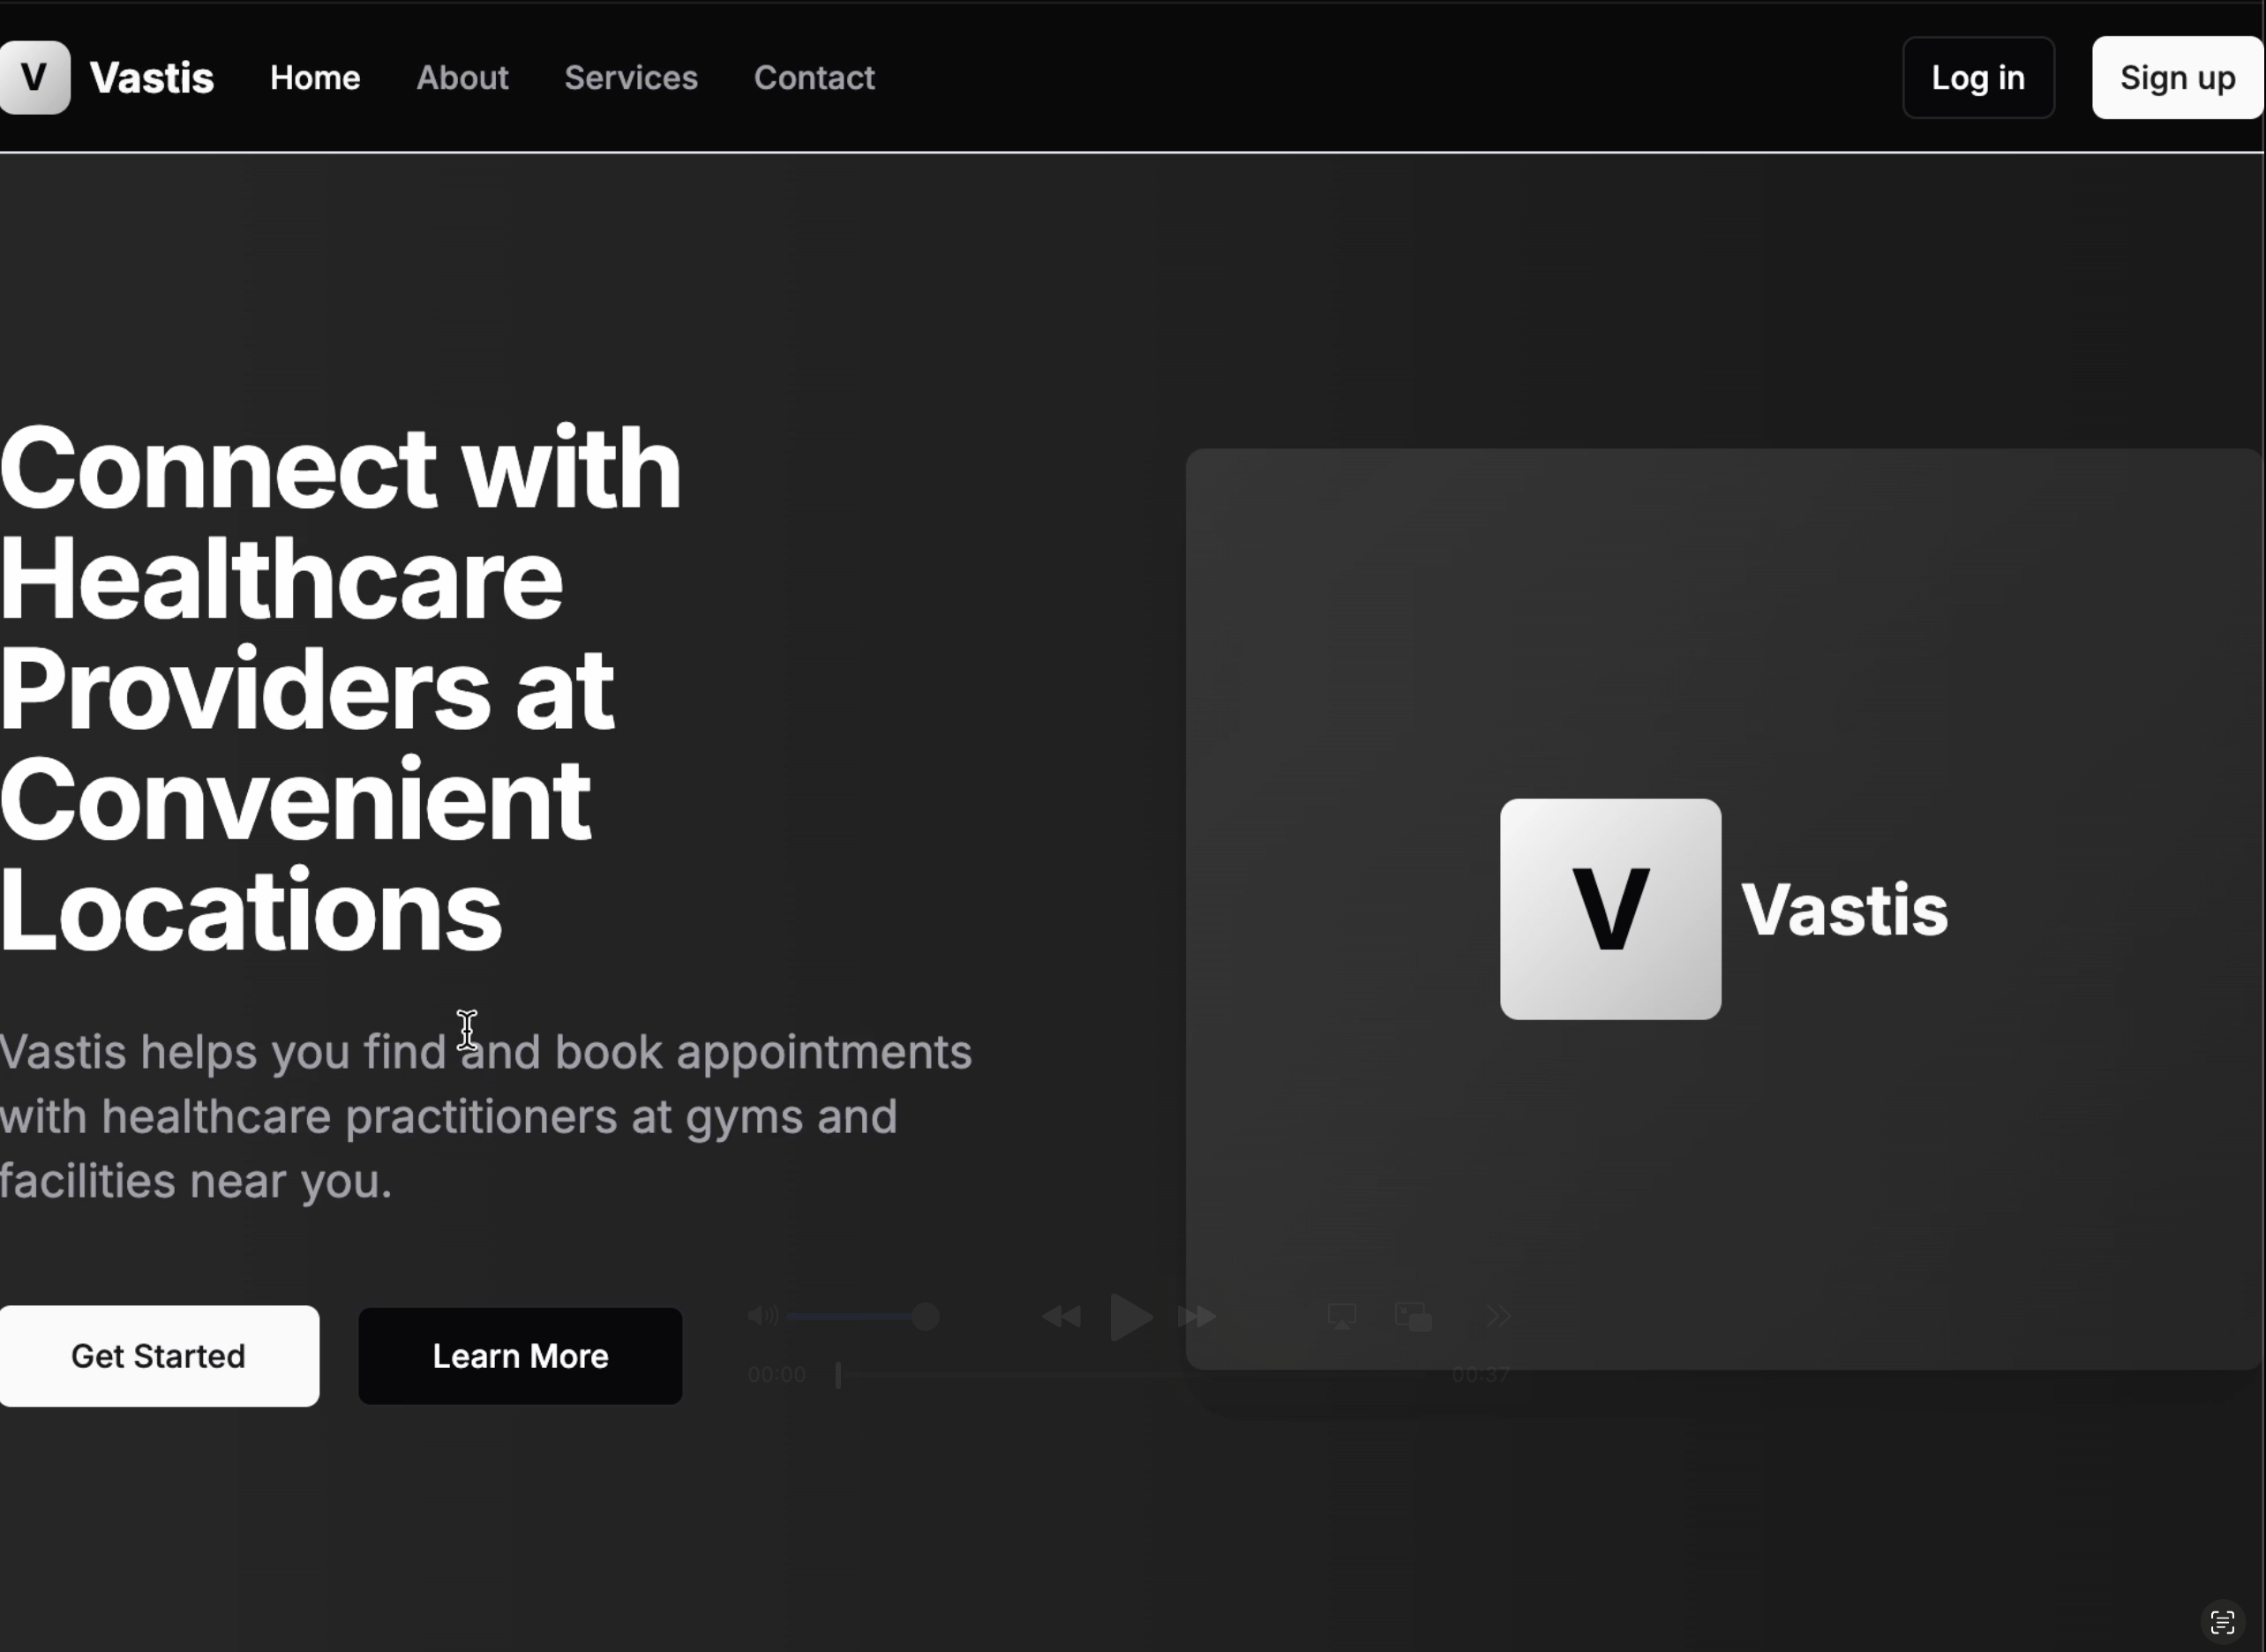 V Vastis Home About Services Contact Log in Sign up
Connect with
Healthcare
Providers at
Convenient
Locations
V Vastis
Vastis helps you find and book appointments
with healthcare practitioners at gyms and
facilities near you.
Get Started Learn More
00:00 00:37